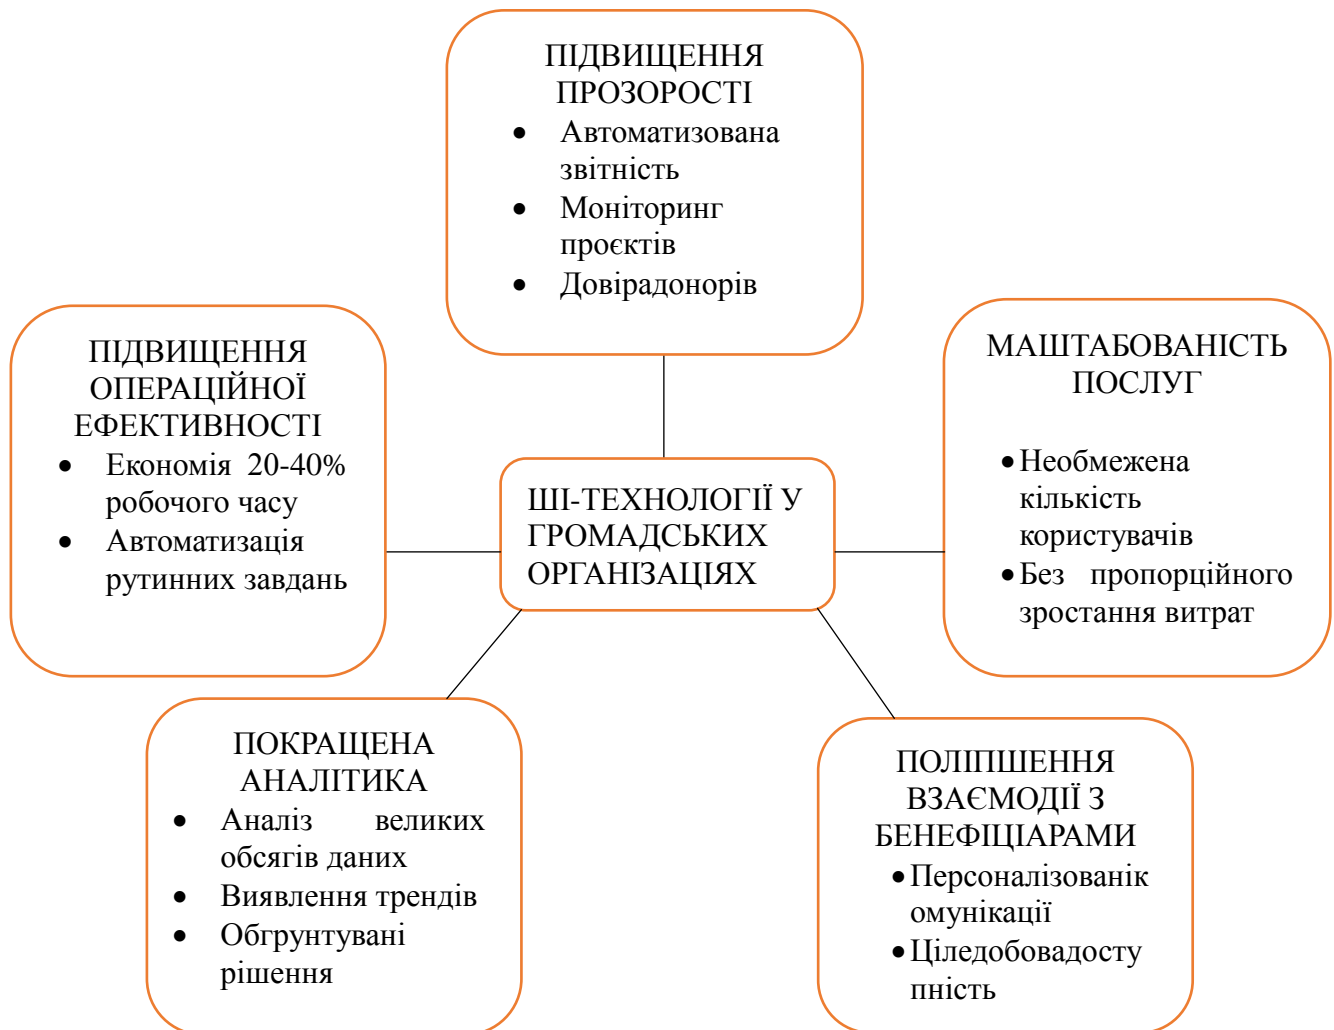 ПІДВИЩЕННЯ
ПРОЗОРОСТІ
• Автоматизована
звітність
• Моніторинг
проєктів
• Довірадонорів
ПІДВИЩЕННЯ
ОПЕРАЦІЙНОЇ
ЕФЕКТИВНОСТІ
• Економія 20-40%
робочого часу
• Автоматизація
рутинних завдань
ШІ-ТЕХНОЛОГІЇ У
ГРОМАДСЬКИХ
ОРГАНІЗАЦІЯХ
МАШТАБОВАНІСТЬ
ПОСЛУГ
• Необмежена
кількість
користувачів
• Без пропорційного
зростання витрат
ПОКРАЩЕНА
АНАЛІТИКА
• Аналіз великих
обсягів даних
• Виявлення трендів
• Обгрунтувані
рішення
ПОЛІПШЕННЯ
ВЗАЄМОДІЇ З
БЕНЕФІЦІАРАМИ
• Персоналізованік
омунікації
• Ціледобовадосту
пність